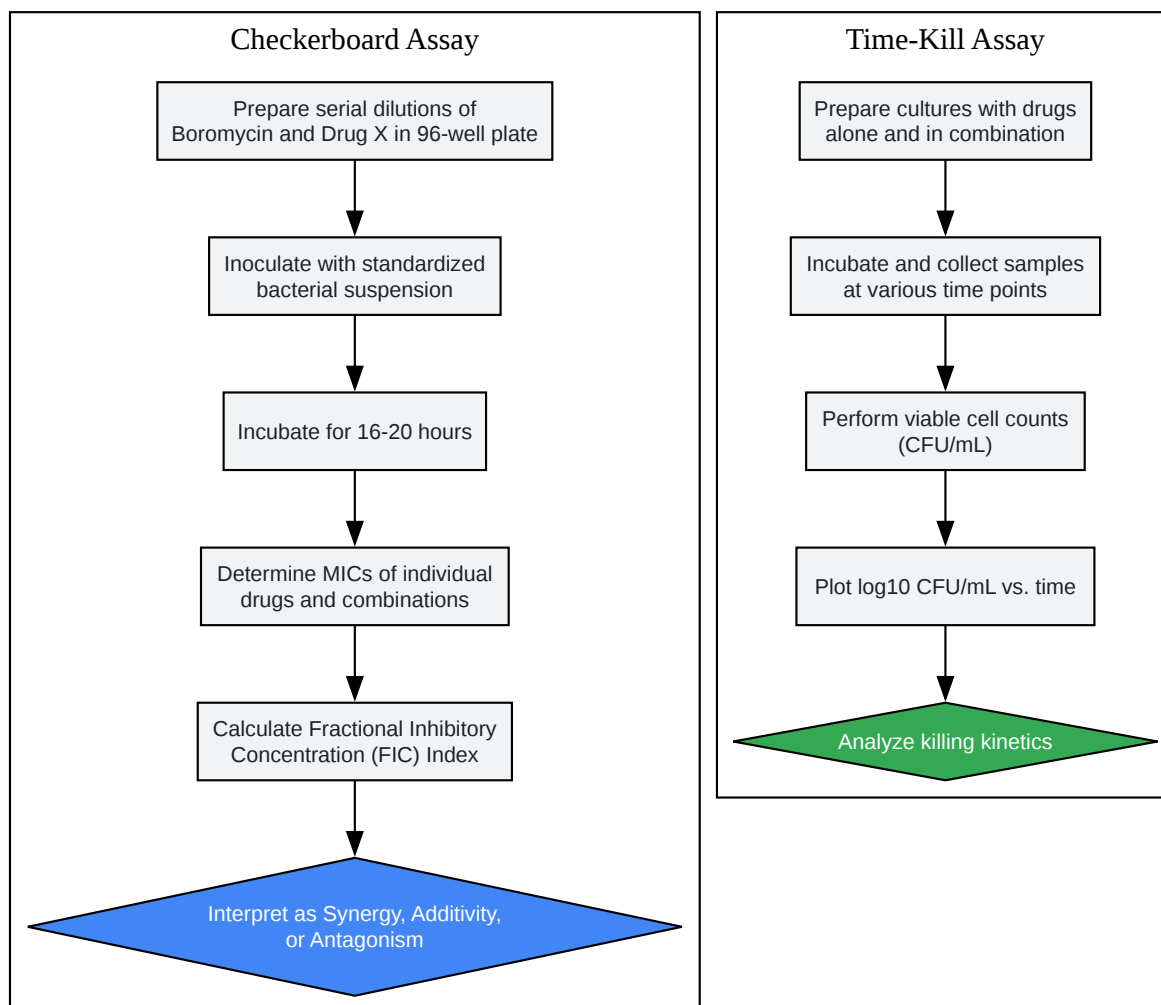 Checkerboard Assay
Prepare serial dilutions of
Boromycin and Drug X in 96-well plate
Inoculate with standardized
bacterial suspension
Incubate for 16-20 hours
Determine MICs of individual
drugs and combinations
Calculate Fractional Inhibitory
Concentration (FIC) Index
Interpret as Synergy, Additivity,
or Antagonism
Time-Kill Assay
Prepare cultures with drugs
alone and in combination
Incubate and collect samples
at various time points
Perform viable cell counts
(CFU/mL)
Plot log10 CFU/mL vs. time
Analyze killing kinetics